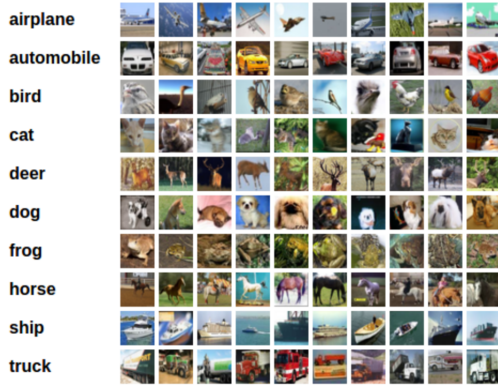 airplane
automobile
bird
cat
deer
dog
frog
horse
ship
truck